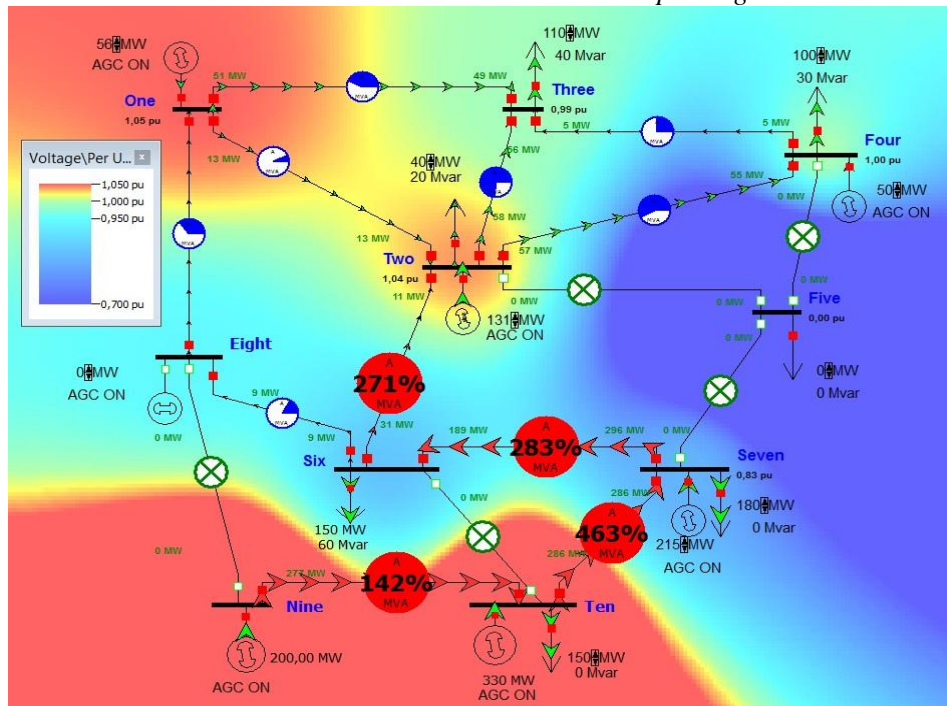 56 MW
AGC ON
One
1,05 pu
51 MW
MVA
49 MW
110 MW
40 Mvar
Three
0,99 pu
5 MW
MVA
5 MW
100 MW
30 Mvar
Four
1,00 pu
50 MW
AGC ON
Voltage\Per U... x
1,050 pu
1,000 pu
0,950 pu
0,700 pu
13 MW
A
MVA
40 MW
20 Mvar
56 MW
A
MVA
58 MW
MVA
55 MW
0 MW
MVA
13 MW
Two
1,04 pu
57 MW
11 MW
131 MW
AGC ON
0 MW
0 MW
0 MW
0 MW
Five
0,00 pu
0 MW
0 Mvar
Eight
0 MW
AGC ON
0 MW
9 MW
A
MVA
9 MW
A
271%
MVA
31 MW
Six
150 MW
60 Mvar
189 MW
A
283%
MVA
296 MW
0 MW
Seven
0,83 pu
286 MW
180 MW
0 Mvar
215 MW
AGC ON
0 MW
A
463%
MVA
286 MW
0 MW
277 MW
A
142%
MVA
Nine
200,00 MW
AGC ON
Ten
330 MW
AGC ON
150 MW
0 Mvar